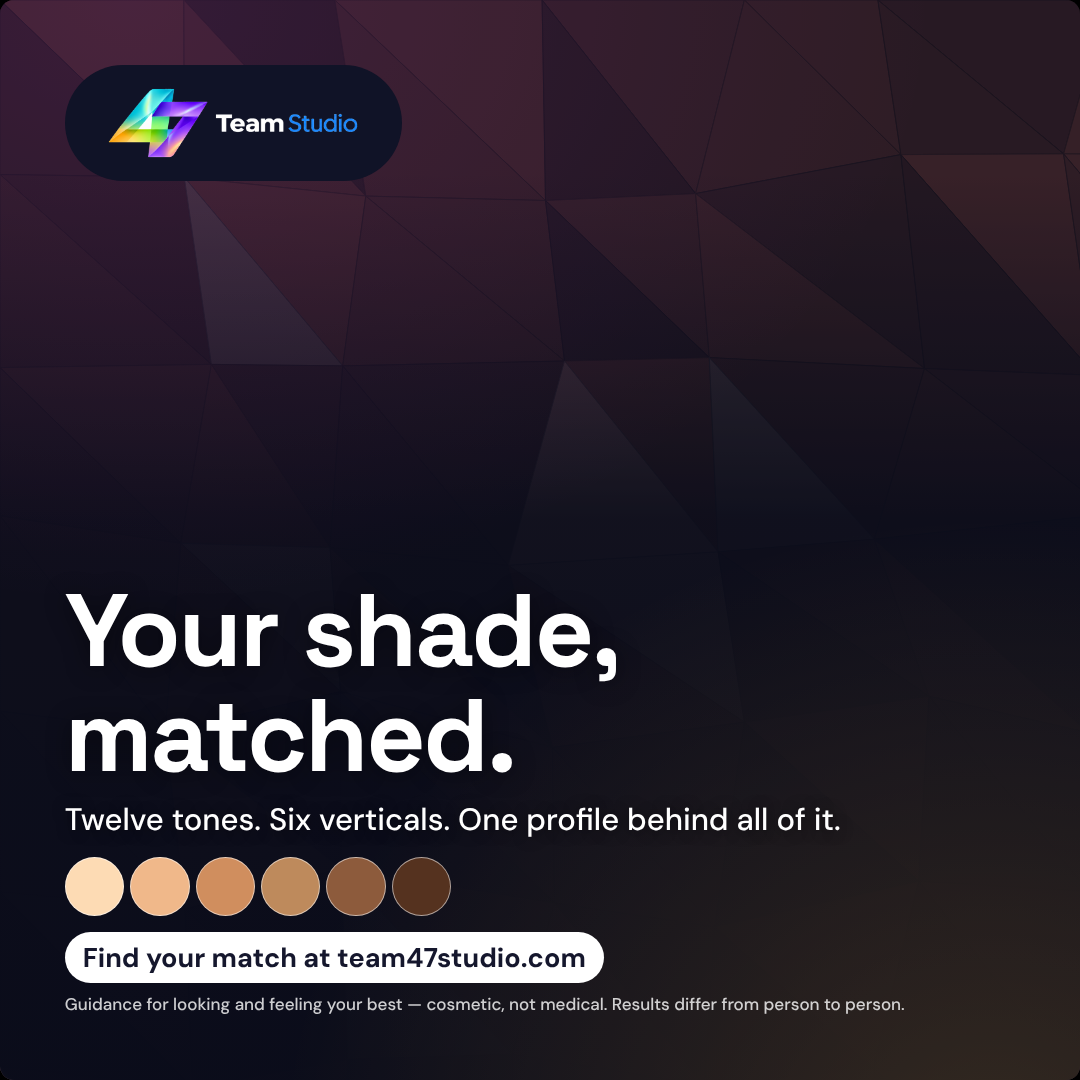 47 Team Studio
Your shade,
matched.
Twelve tones. Six verticals. One profile behind all of it.
Find your match at team47studio.com
Guidance for looking and feeling your best — cosmetic, not medical. Results differ from person to person.